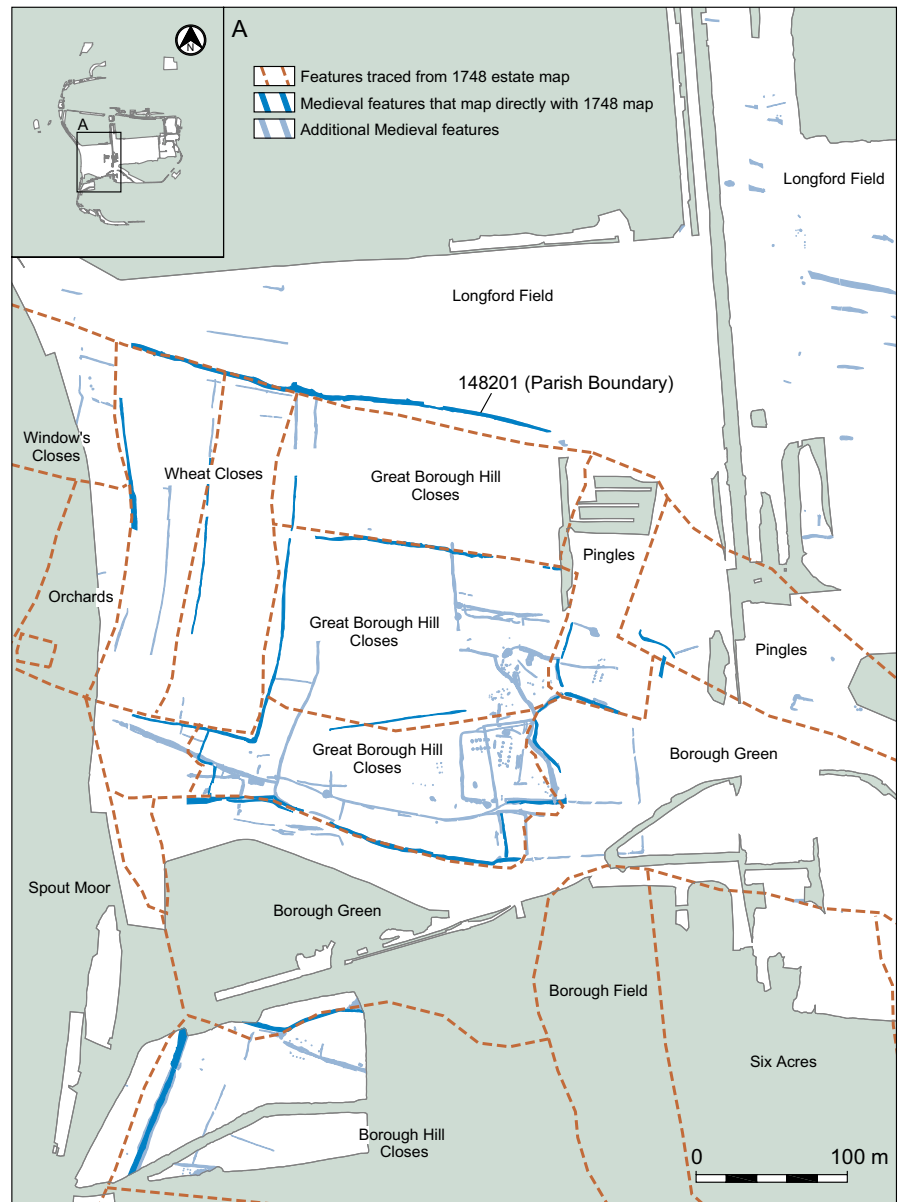 A
N
A
Features traced from 1748 estate map
Medieval features that map directly with 1748 map
Additional Medieval features
Longford Field
Longford Field
148201 (Parish Boundary)
Window's
Closes
Wheat Closes
Great Borough Hill
Closes
Pingles
Orchards
Great Borough Hill
Closes
Pingles
Great Borough Hill
Closes
Borough Green
Spout Moor
Borough Green
Borough Field
Six Acres
Borough Hill
Closes
0
100 m